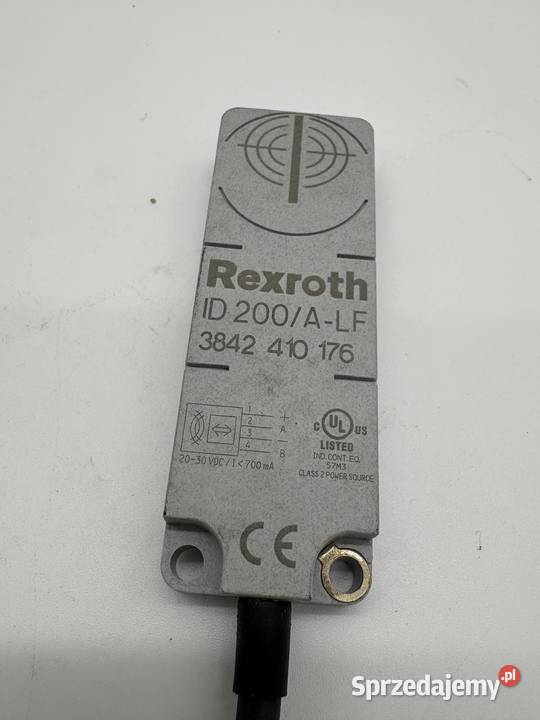 Rexroth
ID 200/A-LF
3842 410 176
1
2
3
4
+
A
−
B
20-30 VDC / I < 700 mA
C UL US
LISTED
IND. CONT. EQ.
57M3
CLASS 2 POWER SOURCE
CE
Sprzedajemy.pl